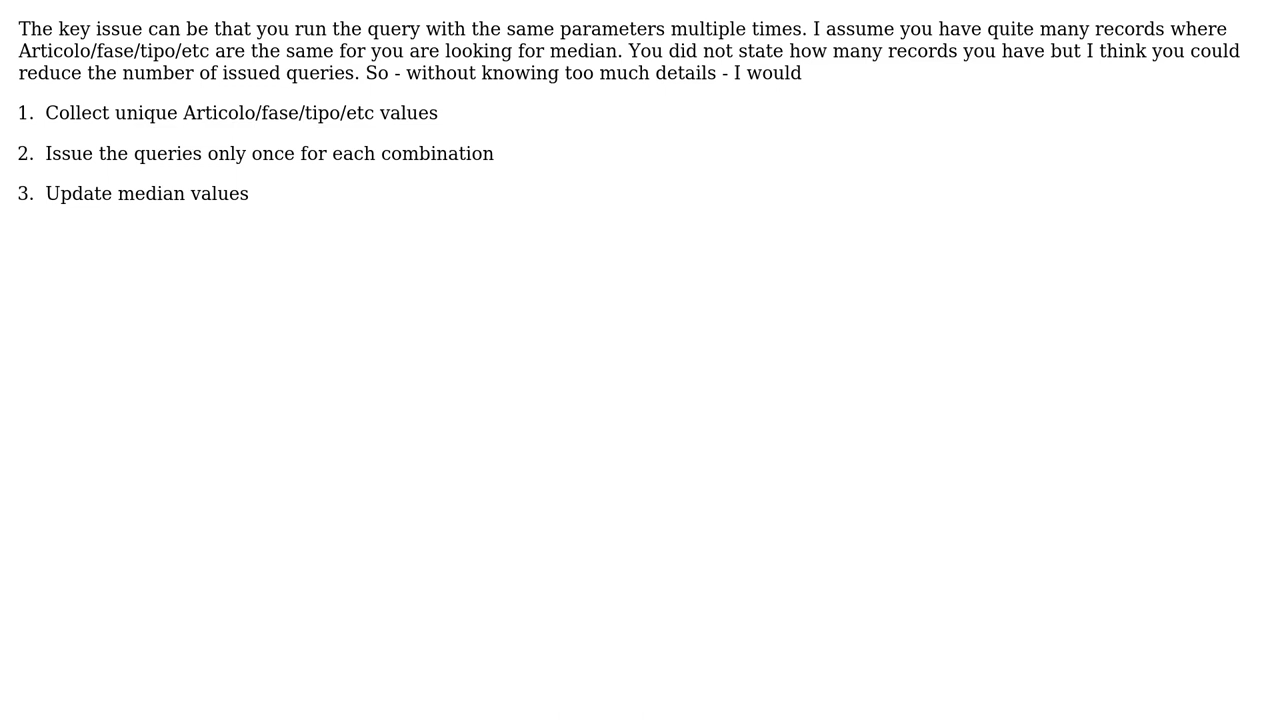 The key issue can be that you run the query with the same parameters multiple times. I assume you have quite many records where
Articolo/fase/tipo/etc are the same for you are looking for median. You did not state how many records you have but I think you could
reduce the number of issued queries. So - without knowing too much details - I would
1. Collect unique Articolo/fase/tipo/etc values
2. Issue the queries only once for each combination
3. Update median values